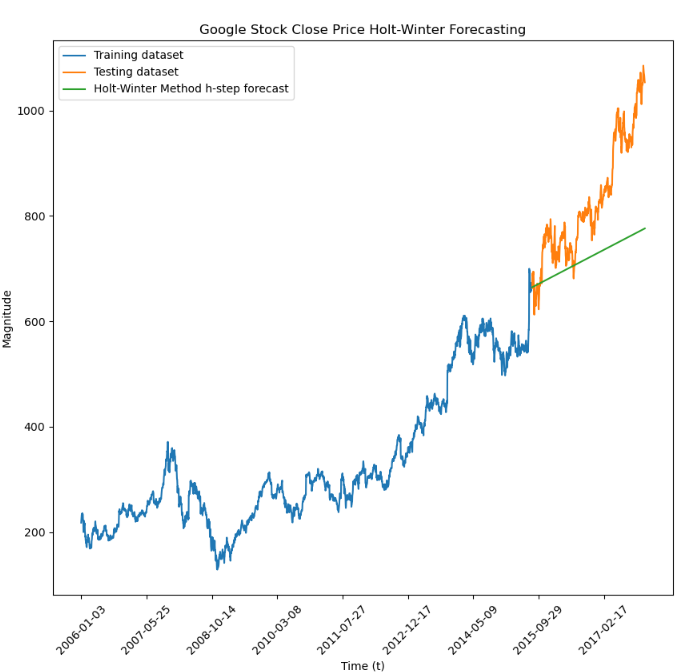 Google Stock Close Price Holt-Winter Forecasting
Training dataset
Testing dataset
Holt-Winter Method h-step forecast
1000
800
600
400
200
Magnitude
2006-01-03
2007-05-25
2008-10-14
2010-03-08
2011-07-27
2012-12-17
2014-05-09
2015-09-29
2017-02-17
Time (t)